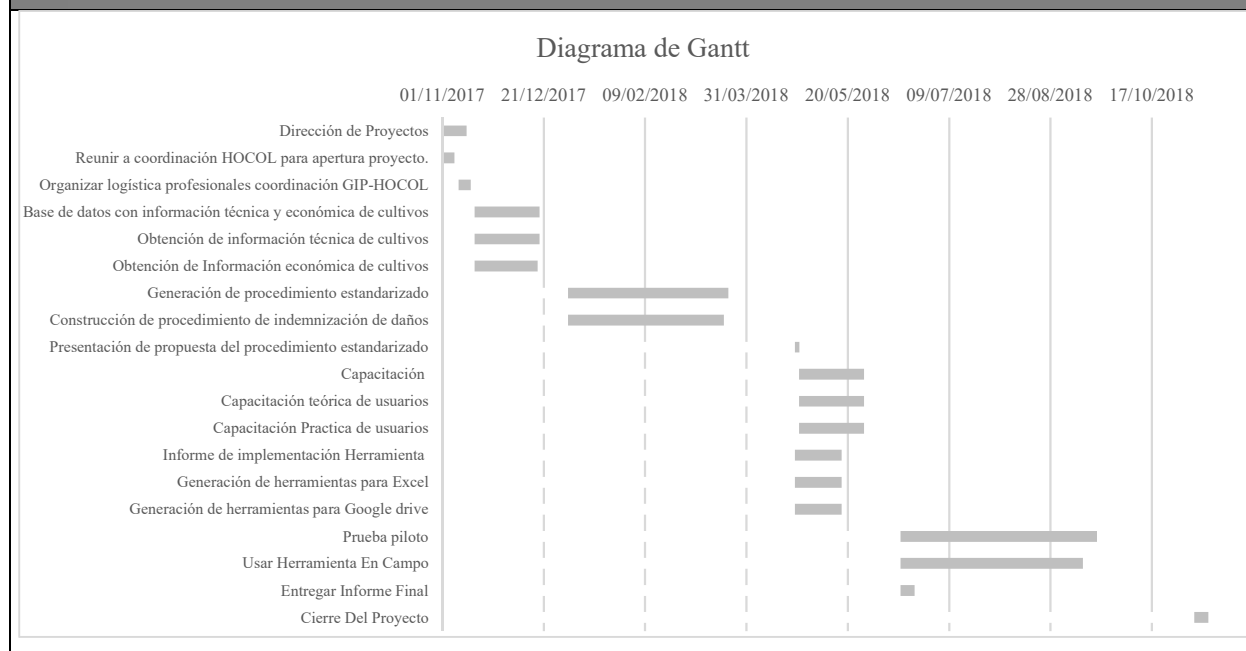 Diagrama de Gantt
01/11/2017 21/12/2017 09/02/2018 31/03/2018 20/05/2018 09/07/2018 28/08/2018 17/10/2018
Dirección de Proyectos
Reunir a coordinación HOCOL para apertura proyecto.
Organizar logística profesionales coordinación GIP-HOCOL
Base de datos con información técnica y económica de cultivos
Obtención de información técnica de cultivos
Obtención de Información económica de cultivos
Generación de procedimiento estandarizado
Construcción de procedimiento de indemnización de daños
Presentación de propuesta del procedimiento estandarizado
Capacitación
Capacitación teórica de usuarios
Capacitación Practica de usuarios
Informe de implementación Herramienta
Generación de herramientas para Excel
Generación de herramientas para Google drive
Prueba piloto
Usar Herramienta En Campo
Entregar Informe Final
Cierre Del Proyecto